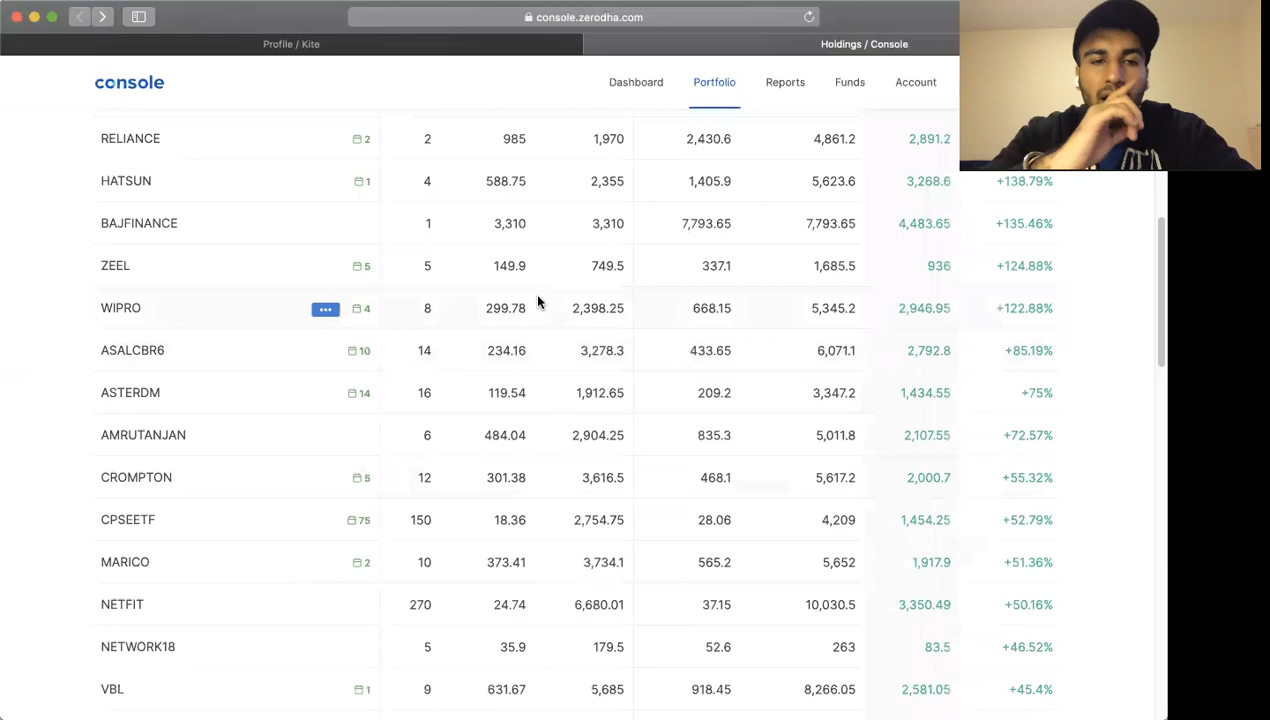 console.zerodha.com
Profile / Kite
Holdings / Console
console
Dashboard Portfolio Reports Funds Account
RELIANCE 2 2 985 1,970 2,430.6 4,861.2 2,891.2
HATSUN 1 4 588.75 2,355 1,405.9 5,623.6 3,268.6 +138.79%
BAJFINANCE 1 3,310 3,310 7,793.65 7,793.65 4,483.65 +135.46%
ZEEL 5 5 149.9 749.5 337.1 1,685.5 936 +124.88%
WIPRO ••• 4 8 299.78 2,398.25 668.15 5,345.2 2,946.95 +122.88%
ASALCBR6 10 14 234.16 3,278.3 433.65 6,071.1 2,792.8 +85.19%
ASTERDM 14 16 119.54 1,912.65 209.2 3,347.2 1,434.55 +75%
AMRUTANJAN 6 484.04 2,904.25 835.3 5,011.8 2,107.55 +72.57%
CROMPTON 5 12 301.38 3,616.5 468.1 5,617.2 2,000.7 +55.32%
CPSEETF 75 150 18.36 2,754.75 28.06 4,209 1,454.25 +52.79%
MARICO 2 10 373.41 3,734.1 565.2 5,652 1,917.9 +51.36%
NETFIT 270 24.74 6,680.01 37.15 10,030.5 3,350.49 +50.16%
NETWORK18 5 35.9 179.5 52.6 263 83.5 +46.52%
VBL 1 9 631.67 5,685 918.45 8,266.05 2,581.05 +45.4%